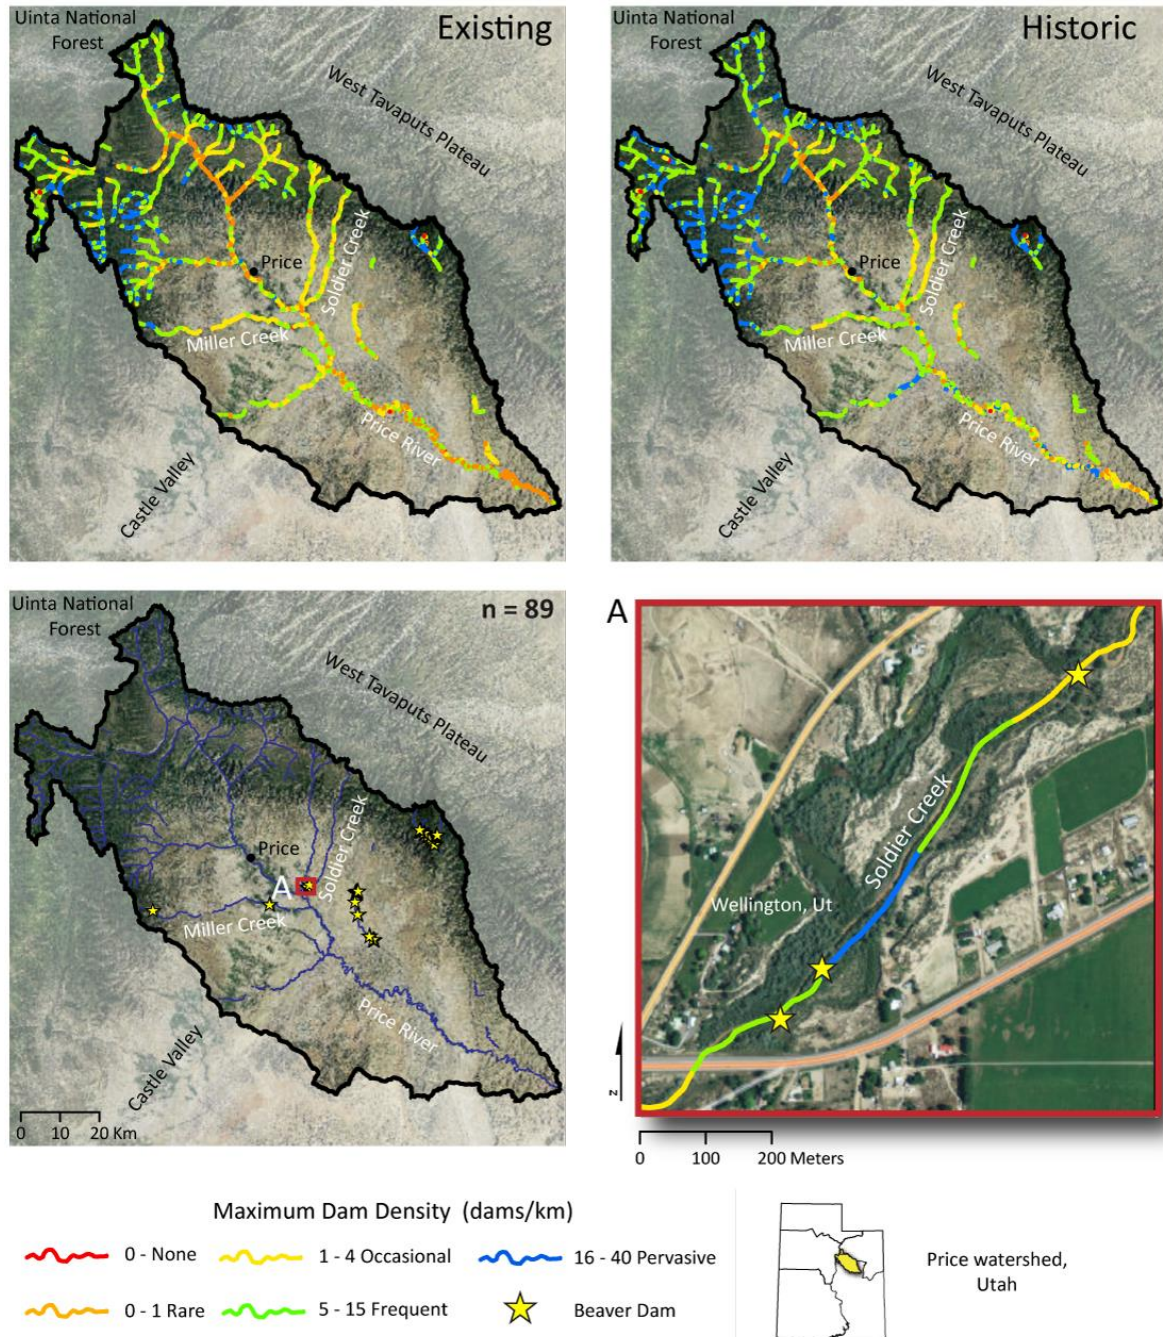 Uinta National
Forest
Existing
West Tavaputs Plateau
Price
Soldier Creek
Miller Creek
Price River
Castle Valley
Uinta National
Forest
Historic
West Tavaputs Plateau
Price
Soldier Creek
Miller Creek
Price River
Castle Valley
Uinta National
Forest
n = 89
West Tavaputs Plateau
Price
A
Soldier Creek
Miller Creek
Price River
Castle Valley
0 10 20 Km
A
Soldier Creek
Wellington, Ut
N
0 100 200 Meters
Maximum Dam Density (dams/km)
0 - None
1 - 4 Occasional
16 - 40 Pervasive
0 - 1 Rare
5 - 15 Frequent
Beaver Dam
Price watershed,
Utah